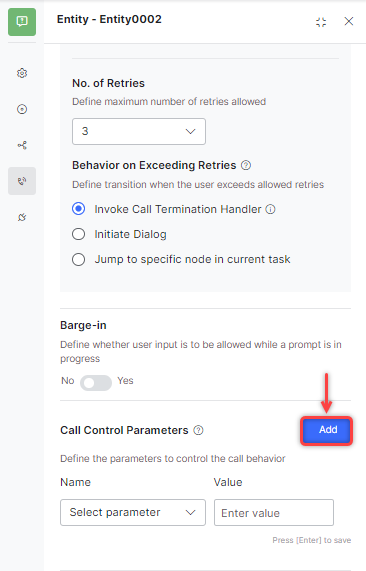 Entity - Entity0002
No. of Retries
Define maximum number of retries allowed
3
Behavior on Exceeding Retries
Define transition when the user exceeds allowed retries
Invoke Call Termination Handler
Initiate Dialog
Jump to specific node in current task
Barge-in
Define whether user input is to be allowed while a prompt is in
progress
No Yes
Call Control Parameters Add
Define the parameters to control the call behavior
Name Value
Select parameter Enter value
Press [Enter] to save